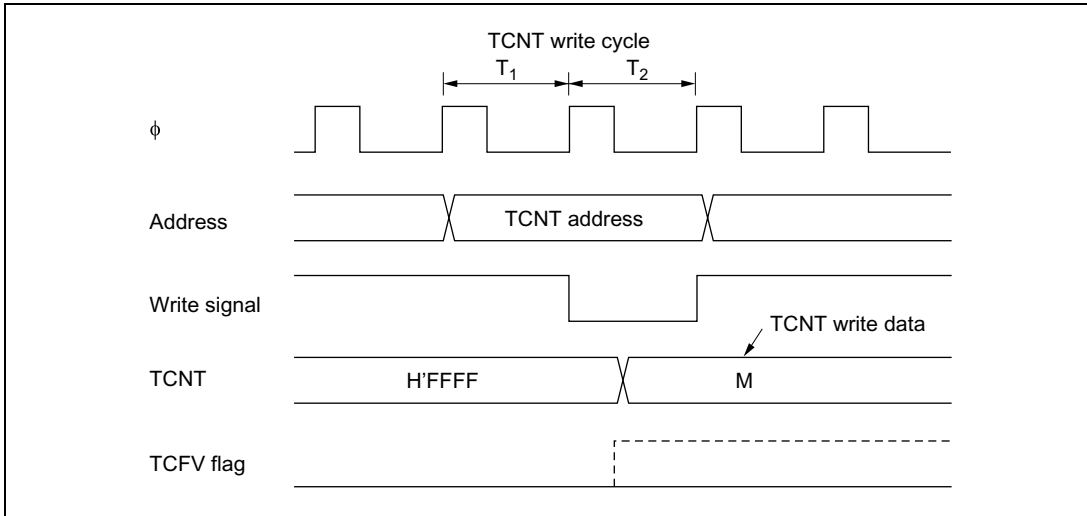 TCNT write cycle
T1 T2
φ
Address
TCNT address
Write signal
TCNT write data
TCNT
H'FFFF
M
TCFV flag